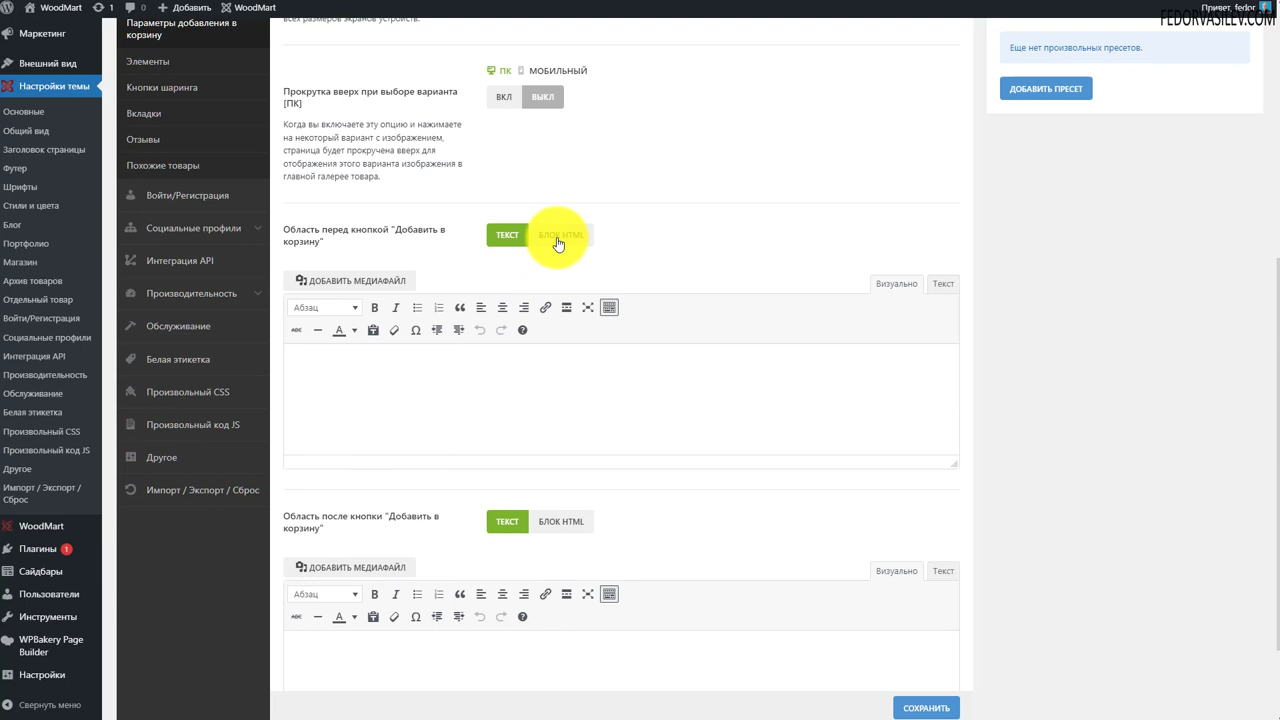 WoodMart
1
0
Добавить
WoodMart
Привет, fedor
FEDORVASILEV.COM
Маркетинг
Внешний вид
Настройки темы
Основные
Общий вид
Заголовок страницы
Футер
Шрифты
Стили и цвета
Блог
Портфолио
Магазин
Архив товаров
Отдельный товар
Войти/Регистрация
Социальные профили
Интеграция API
Производительность
Обслуживание
Белая этикетка
Произвольный CSS
Произвольный код JS
Другое
Импорт / Экспорт /
Сброс
WoodMart
Плагины 1
Сайдбары
Пользователи
Инструменты
WPBakery Page
Builder
Настройки
Свернуть меню
Параметры добавления в
корзину
Элементы
Кнопки шаринга
Вкладки
Отзывы
Похожие товары
Войти/Регистрация
Социальные профили
Интеграция API
Производительность
Обслуживание
Белая этикетка
Произвольный CSS
Произвольный код JS
Другое
Импорт / Экспорт / Сброс
всех размеров экранов устройств.
ПК МОБИЛЬНЫЙ
Прокрутка вверх при выборе варианта
[ПК]
ВКЛ ВЫКЛ
Когда вы включаете эту опцию и нажимаете
на некоторый вариант с изображением,
страница будет прокручена вверх для
отображения этого варианта изображения в
главной галерее товара.
Область перед кнопкой "Добавить в
корзину"
ТЕКСТ БЛОК HTML
ДОБАВИТЬ МЕДИАФАЙЛ
Визуально Текст
Абзац
B I
ABC A
Область после кнопки "Добавить в
корзину"
ТЕКСТ БЛОК HTML
ДОБАВИТЬ МЕДИАФАЙЛ
Визуально Текст
Абзац
B I
ABC A
СОХРАНИТЬ
Еще нет произвольных пресетов.
ДОБАВИТЬ ПРЕСЕТ